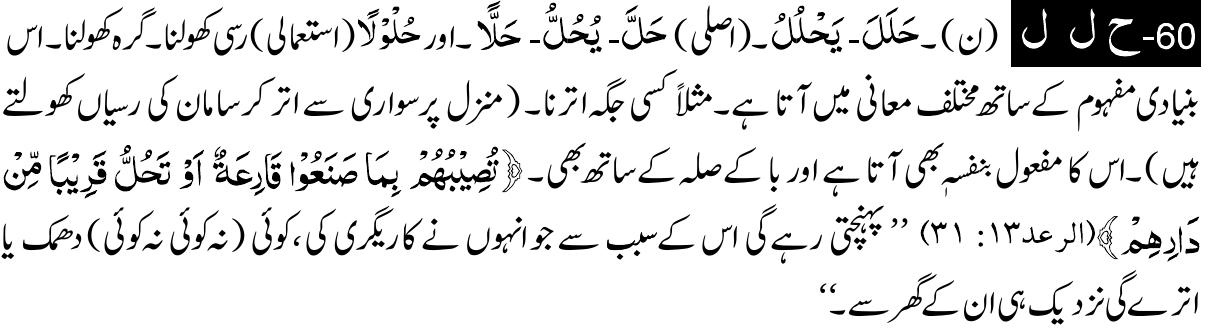 60- ح ل ل (ن)۔ حَلَلَ۔ یَحْلُلُ۔ (اصلی) حَلَّ۔ یُحُلُّ۔ حَلًّا۔ اور حُلُوْلًا (استعمالی) رسی کھولنا۔ گرہ کھولنا۔ اس
بنیادی مفہوم کے ساتھ مختلف معانی میں آتا ہے۔ مثلاً کسی جگہ اترنا۔ (منزل پر سواری سے اتر کر سامان کی رسیاں کھولتے
ہیں)۔ اس کا مفعول بنفسہٖ بھی آتا ہے اور با کے صلہ کے ساتھ بھی۔ ﴿تُصِیْبُهُمْ بِمَا صَنَعُوْا قَارِعَةٌ اَوْ تَحُلُّ قَرِیْبًا مِّنْ
دَارِهِمْ﴾ (الرعد۱۳: ۳۱) ’’پہنچتی رہے گی اس کے سبب سے جو انہوں نے کاریگری کی، کوئی (نہ کوئی نہ کوئی) دھمک یا
اترے گی نزدیک ہی ان کے گھر سے۔‘‘